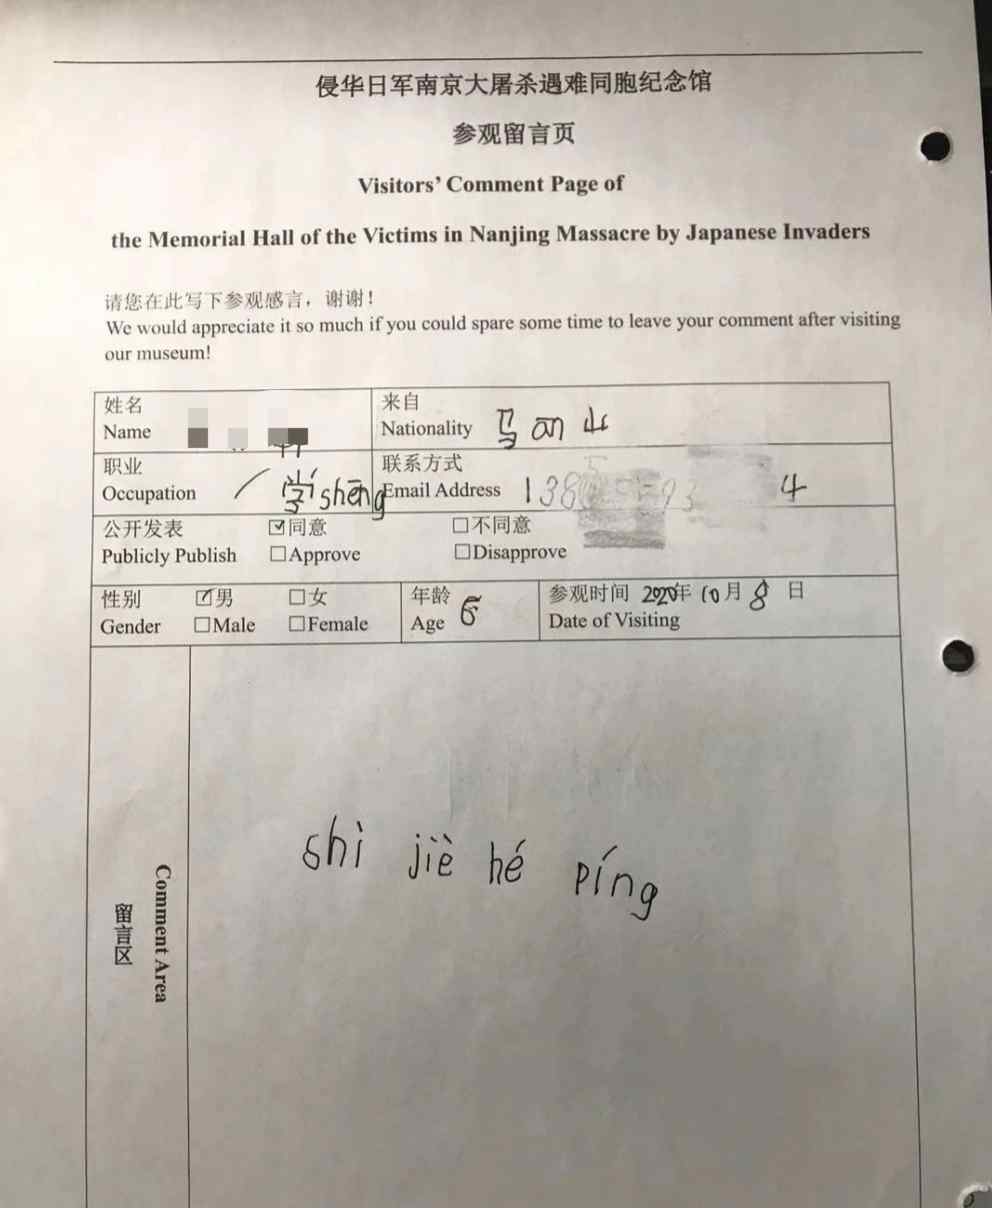 侵华日军南京大屠杀遇难同胞纪念馆
参观留言页
Visitors' Comment Page of
the Memorial Hall of the Victims in Nanjing Massacre by Japanese Invaders
请您在此写下参观感言，谢谢！
We would appreciate it so much if you could spare some time to leave your comment after visiting
our museum!
姓名
Name
来自
Nationality 马 山
职业
Occupation 学shēng
联系方式
Email Address 138 93 4
公开发表 ☑同意 □不同意
Publicly Publish □Approve □Disapprove
性别 ☑男 □女
Gender □Male □Female
年龄
Age 6
参观时间 2020年10月8日
Date of Visiting
留言区
Comment Area
shì jiè hé píng